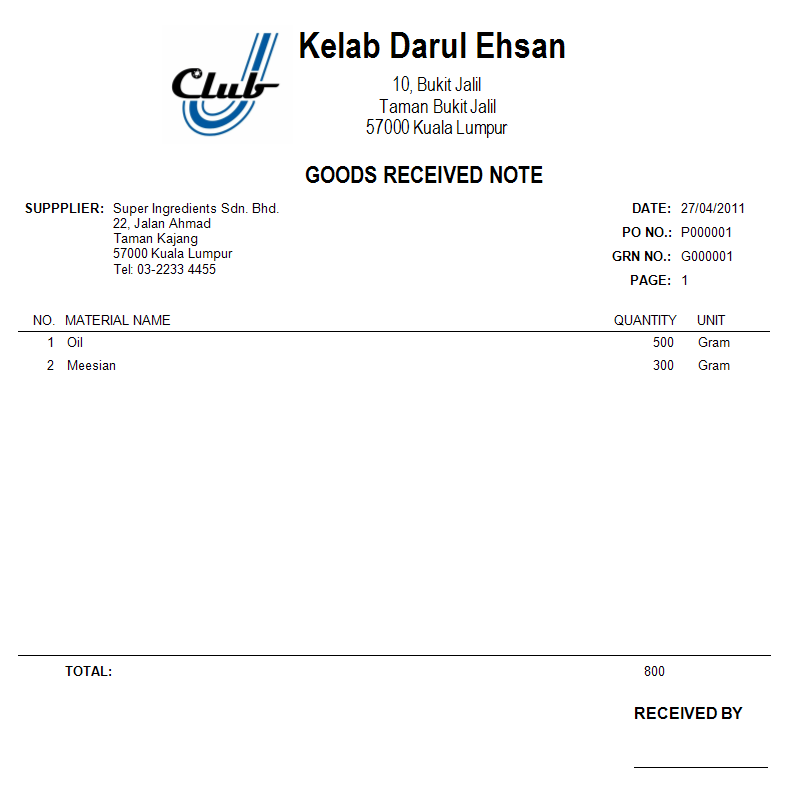 Club
Kelab Darul Ehsan
10, Bukit Jalil
Taman Bukit Jalil
57000 Kuala Lumpur
GOODS RECEIVED NOTE
SUPPPLIER: Super Ingredients Sdn. Bhd.
22, Jalan Ahmad
Taman Kajang
57000 Kuala Lumpur
Tel: 03-2233 4455
DATE: 27/04/2011
PO NO.: P000001
GRN NO.: G000001
PAGE: 1
NO. MATERIAL NAME QUANTITY UNIT
1 Oil 500 Gram
2 Meesian 300 Gram
TOTAL: 800
RECEIVED BY